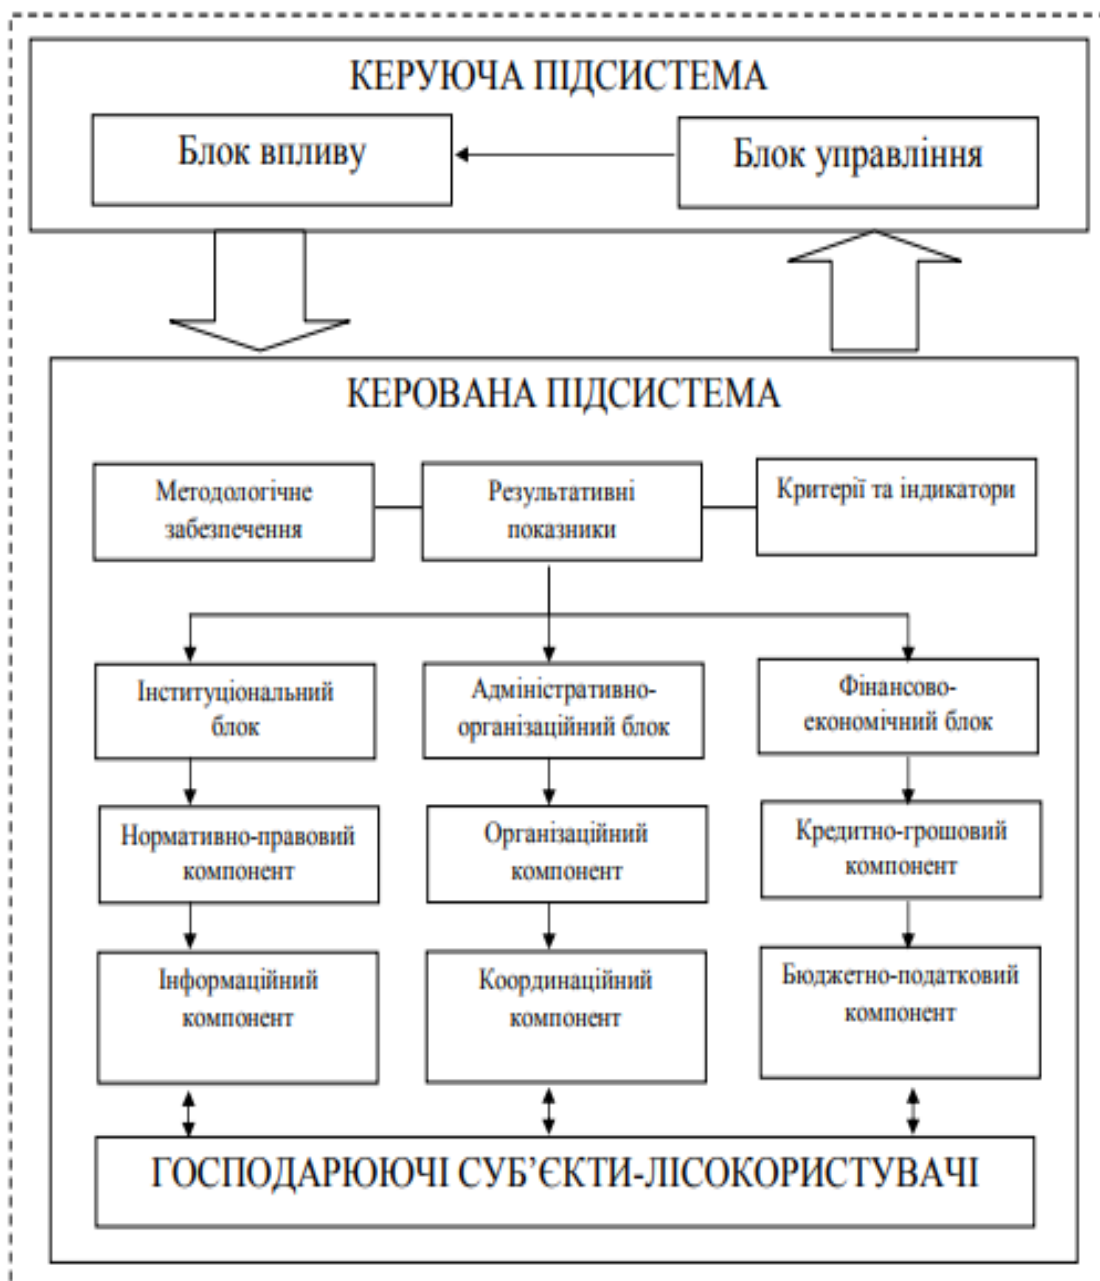 КЕРУЮЧА ПІДСИСТЕМА
Блок впливу
Блок управління
КЕРОВАНА ПІДСИСТЕМА
Методологічне
забезпечення
Результативні
показники
Критерії та індикатори
Інституціональний
блок
Адміністративно-
організаційний блок
Фінансово-
економічний блок
Нормативно-правовий
компонент
Організаційний
компонент
Кредитно-грошовий
компонент
Інформаційний
компонент
Координаційний
компонент
Бюджетно-податковий
компонент
ГОСПОДАРЮЮЧІ СУБ’ЄКТИ-ЛІСОКОРИСТУВАЧІ